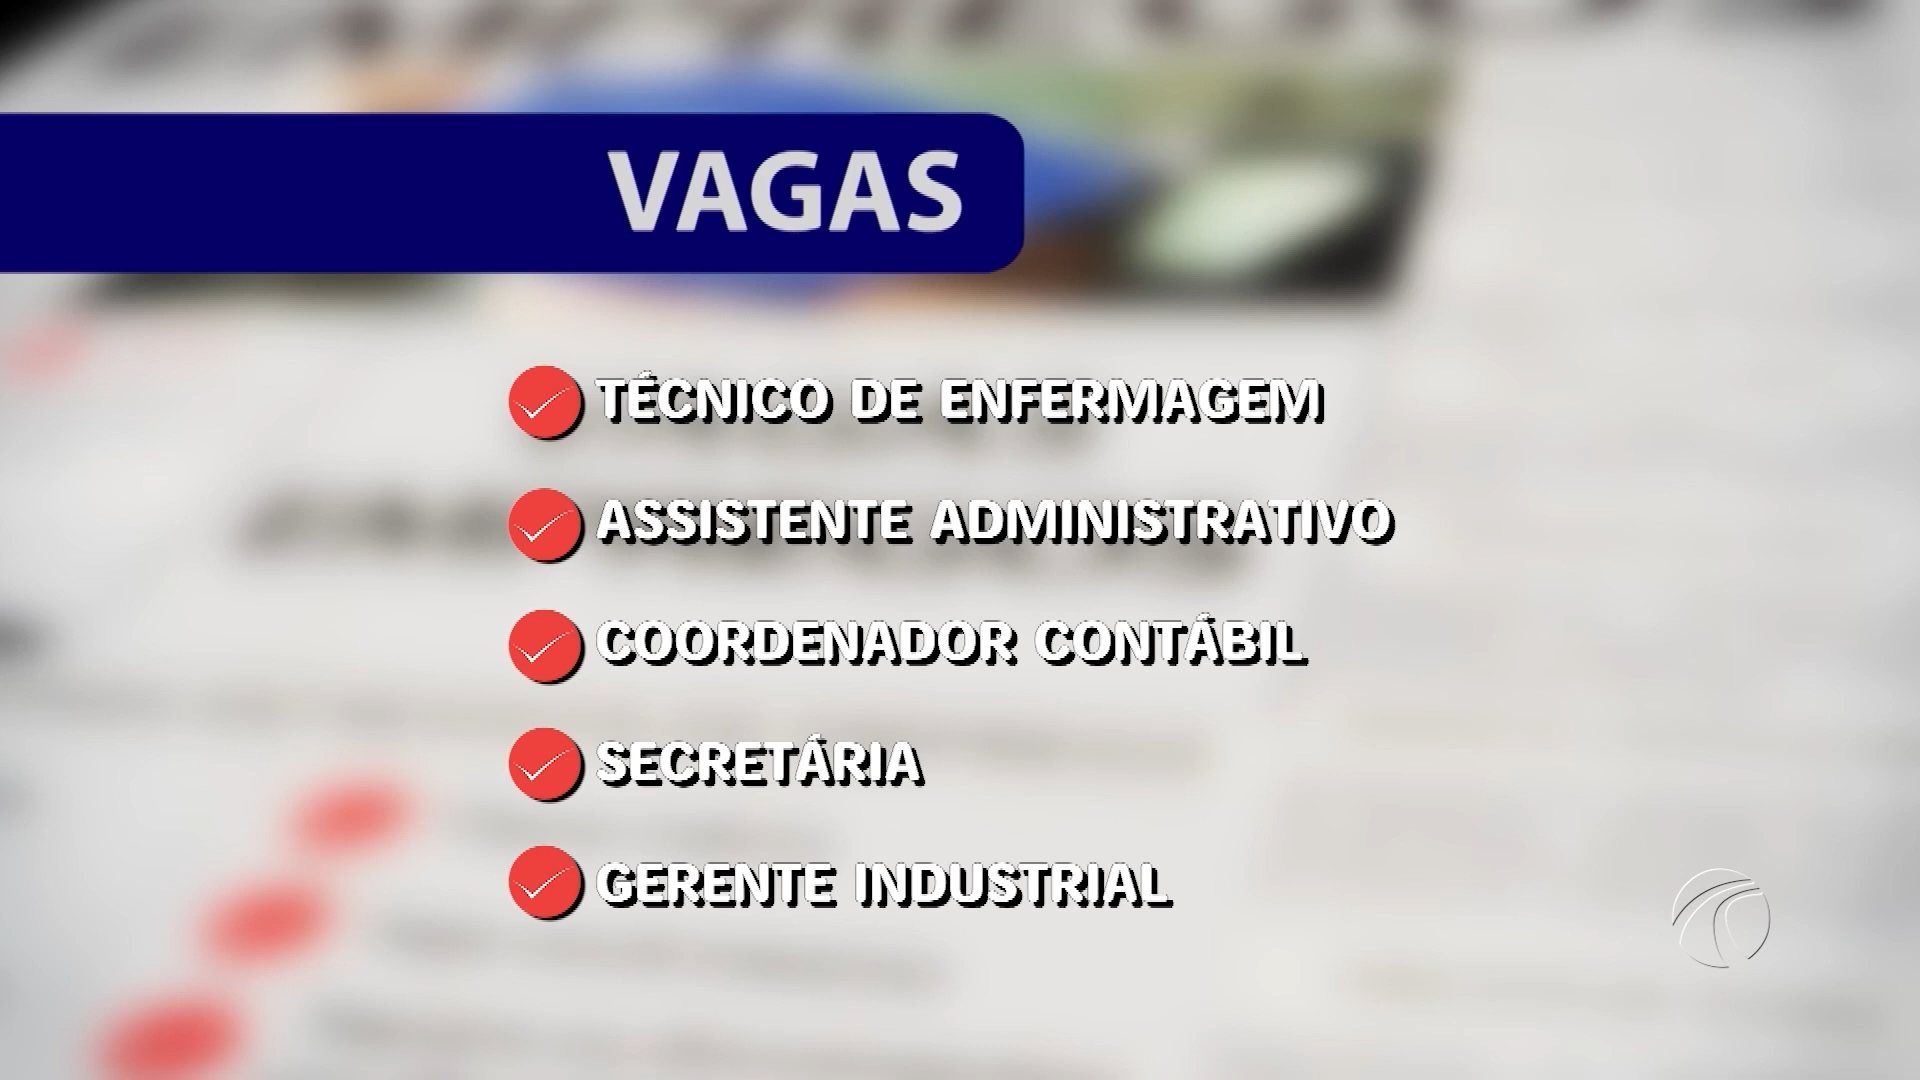 VAGAS
TÉCNICO DE ENFERMAGEM
ASSISTENTE ADMINISTRATIVO
COORDENADOR CONTÁBIL
SECRETÁRIA
GERENTE INDUSTRIAL